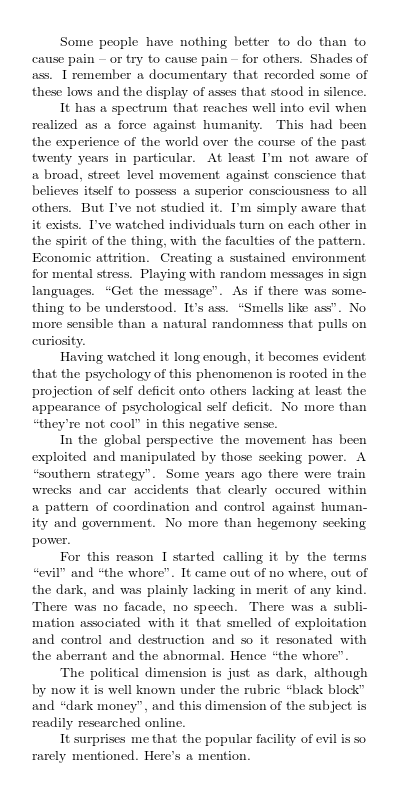 Some people have nothing better to do than to
cause pain – or try to cause pain – for others. Shades of
ass. I remember a documentary that recorded some of
these lows and the display of asses that stood in silence.
It has a spectrum that reaches well into evil when
realized as a force against humanity. This had been
the experience of the world over the course of the past
twenty years in particular. At least I'm not aware of
a broad, street level movement against conscience that
believes itself to possess a superior consciousness to all
others. But I've not studied it. I'm simply aware that
it exists. I've watched individuals turn on each other in
the spirit of the thing, with the faculties of the pattern.
Economic attrition. Creating a sustained environment
for mental stress. Playing with random messages in sign
languages. “Get the message”. As if there was some-
thing to be understood. It's ass. “Smells like ass”. No
more sensible than a natural randomness that pulls on
curiosity.
Having watched it long enough, it becomes evident
that the psychology of this phenomenon is rooted in the
projection of self deficit onto others lacking at least the
appearance of psychological self deficit. No more than
“they're not cool” in this negative sense.
In the global perspective the movement has been
exploited and manipulated by those seeking power. A
“southern strategy”. Some years ago there were train
wrecks and car accidents that clearly occured within
a pattern of coordination and control against human-
ity and government. No more than hegemony seeking
power.
For this reason I started calling it by the terms
“evil” and “the whore”. It came out of no where, out of
the dark, and was plainly lacking in merit of any kind.
There was no facade, no speech. There was a subli-
mation associated with it that smelled of exploitation
and control and destruction and so it resonated with
the aberrant and the abnormal. Hence “the whore”.
The political dimension is just as dark, although
by now it is well known under the rubric “black block”
and “dark money”, and this dimension of the subject is
readily researched online.
It surprises me that the popular facility of evil is so
rarely mentioned. Here's a mention.